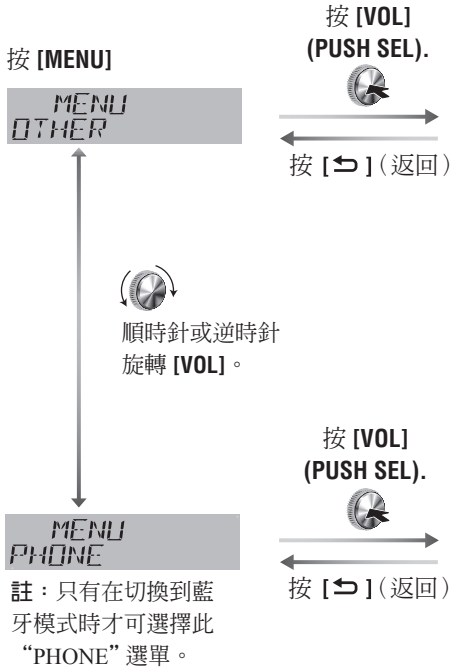 按 [VOL]
(PUSH SEL).
按 [MENU]
MENU
OTHER
按 [⮌]（返回）
順時針或逆時針
旋轉 [VOL]。
按 [VOL]
(PUSH SEL).
MENU
PHONE
按 [⮌]（返回）
註：只有在切換到藍
牙模式時才可選擇此
“PHONE” 選單。